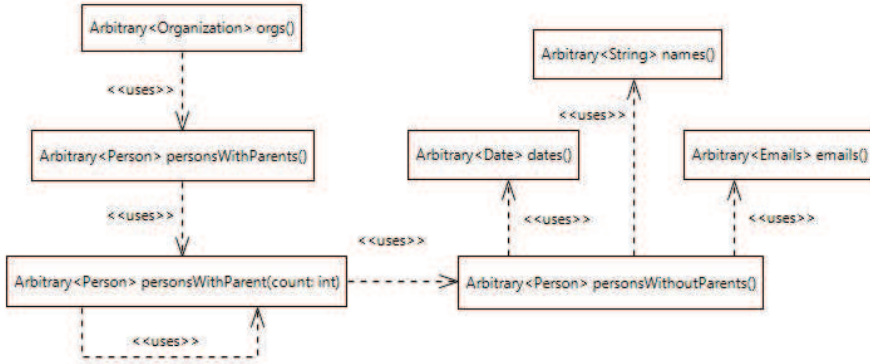 Arbitrary<Organization> orgs()
<<uses>>
Arbitrary<Person> personsWithParents()
<<uses>>
Arbitrary<Person> personsWithParent(count: int)
<<uses>>
<<uses>>
Arbitrary<String> names()
<<uses>>
Arbitrary<Date> dates()
Arbitrary<Emails> emails()
<<uses>>
<<uses>>
Arbitrary<Person> personsWithoutParents()